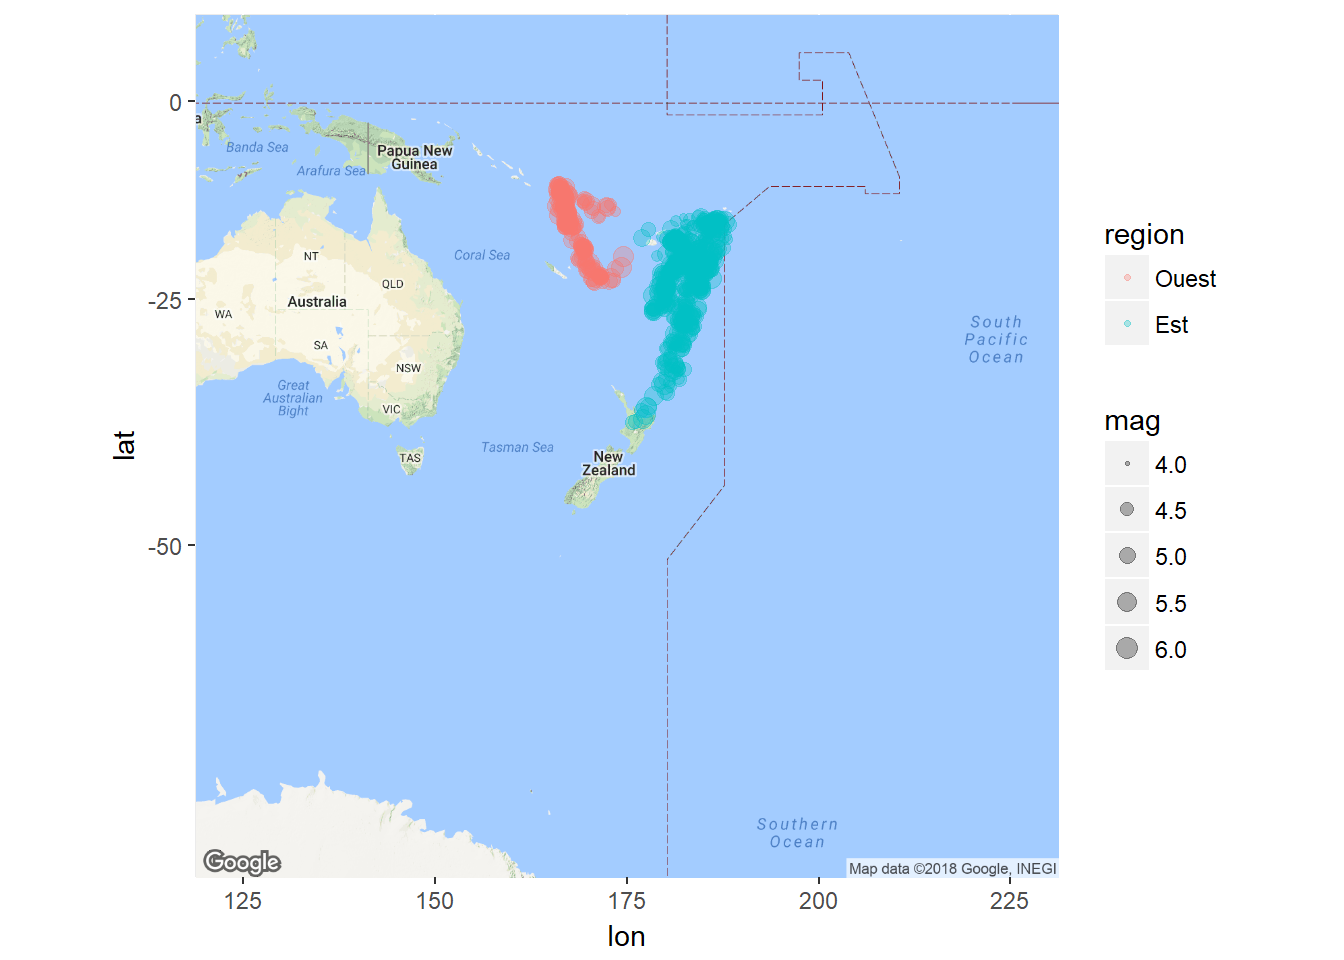 0
-25
-50
lat
a
Banda Sea
Arafura Sea
Papua New
Guinea
Coral Sea
NT
QLD
Australia
WA
SA
NSW
VIC
Great
Australian
Bight
TAS
Tasman Sea
New
Zealand
South
Pacific
Ocean
Southern
Ocean
Google
Map data ©2018 Google, INEGI
125
150
175
200
225
lon
region
Ouest
Est
mag
4.0
4.5
5.0
5.5
6.0